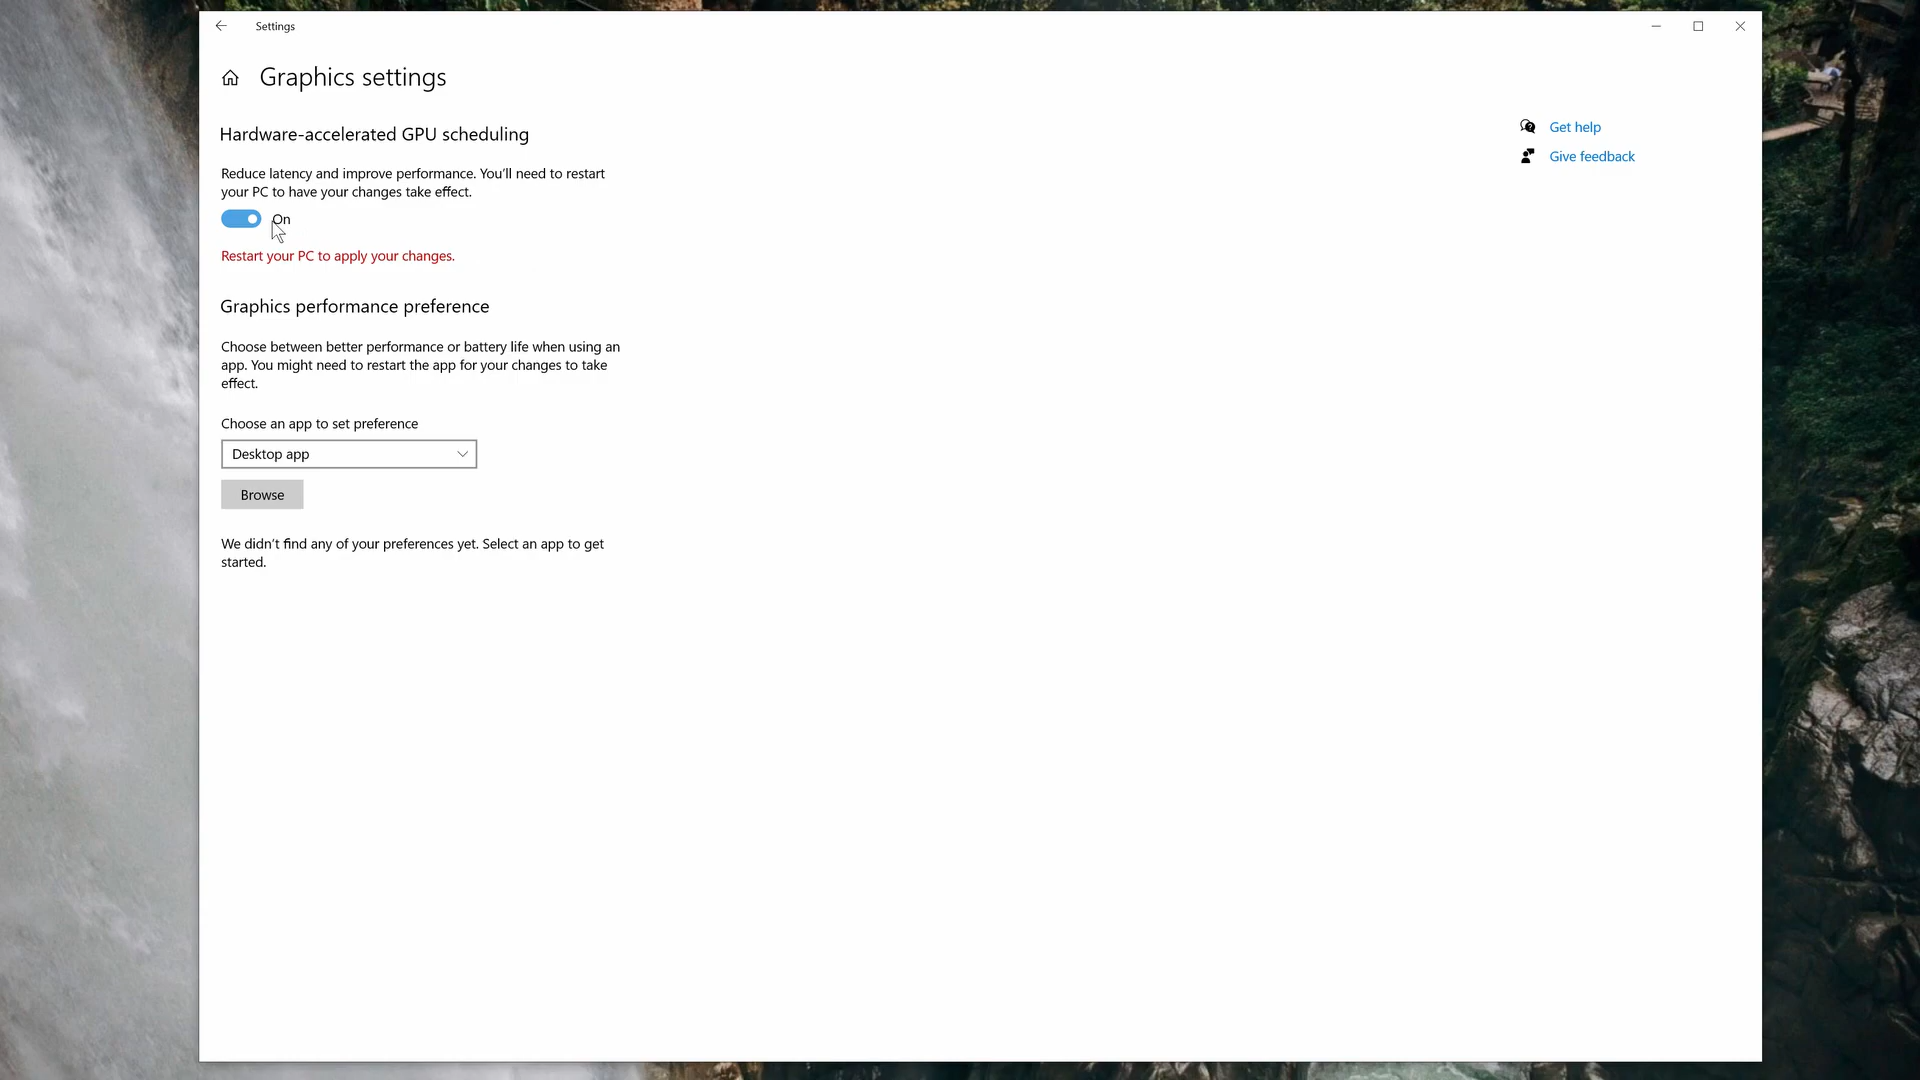 Settings
Graphics settings
Hardware-accelerated GPU scheduling
Reduce latency and improve performance. You'll need to restart
your PC to have your changes take effect.
On
Restart your PC to apply your changes.
Graphics performance preference
Choose between better performance or battery life when using an
app. You might need to restart the app for your changes to take
effect.
Choose an app to set preference
Desktop app
Browse
We didn't find any of your preferences yet. Select an app to get
started.
Get help
Give feedback